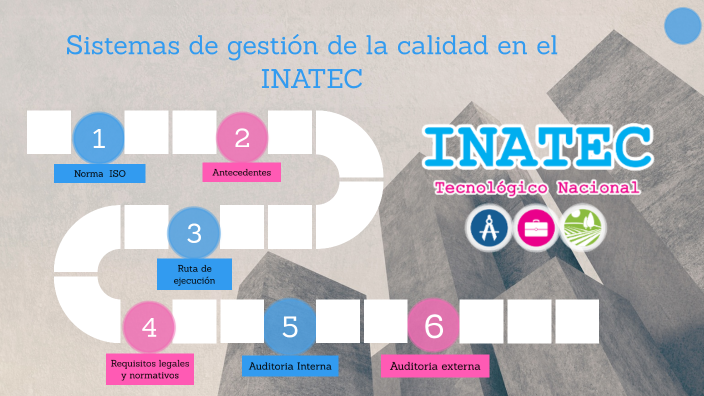 Sistemas de gestión de la calidad en el
INATEC
1
2
Norma ISO
Antecedentes
INATEC
Tecnológico Nacional
3
Ruta de
ejecución
4
5
6
Requisitos legales
y normativos
Auditoria Interna
Auditoria externa